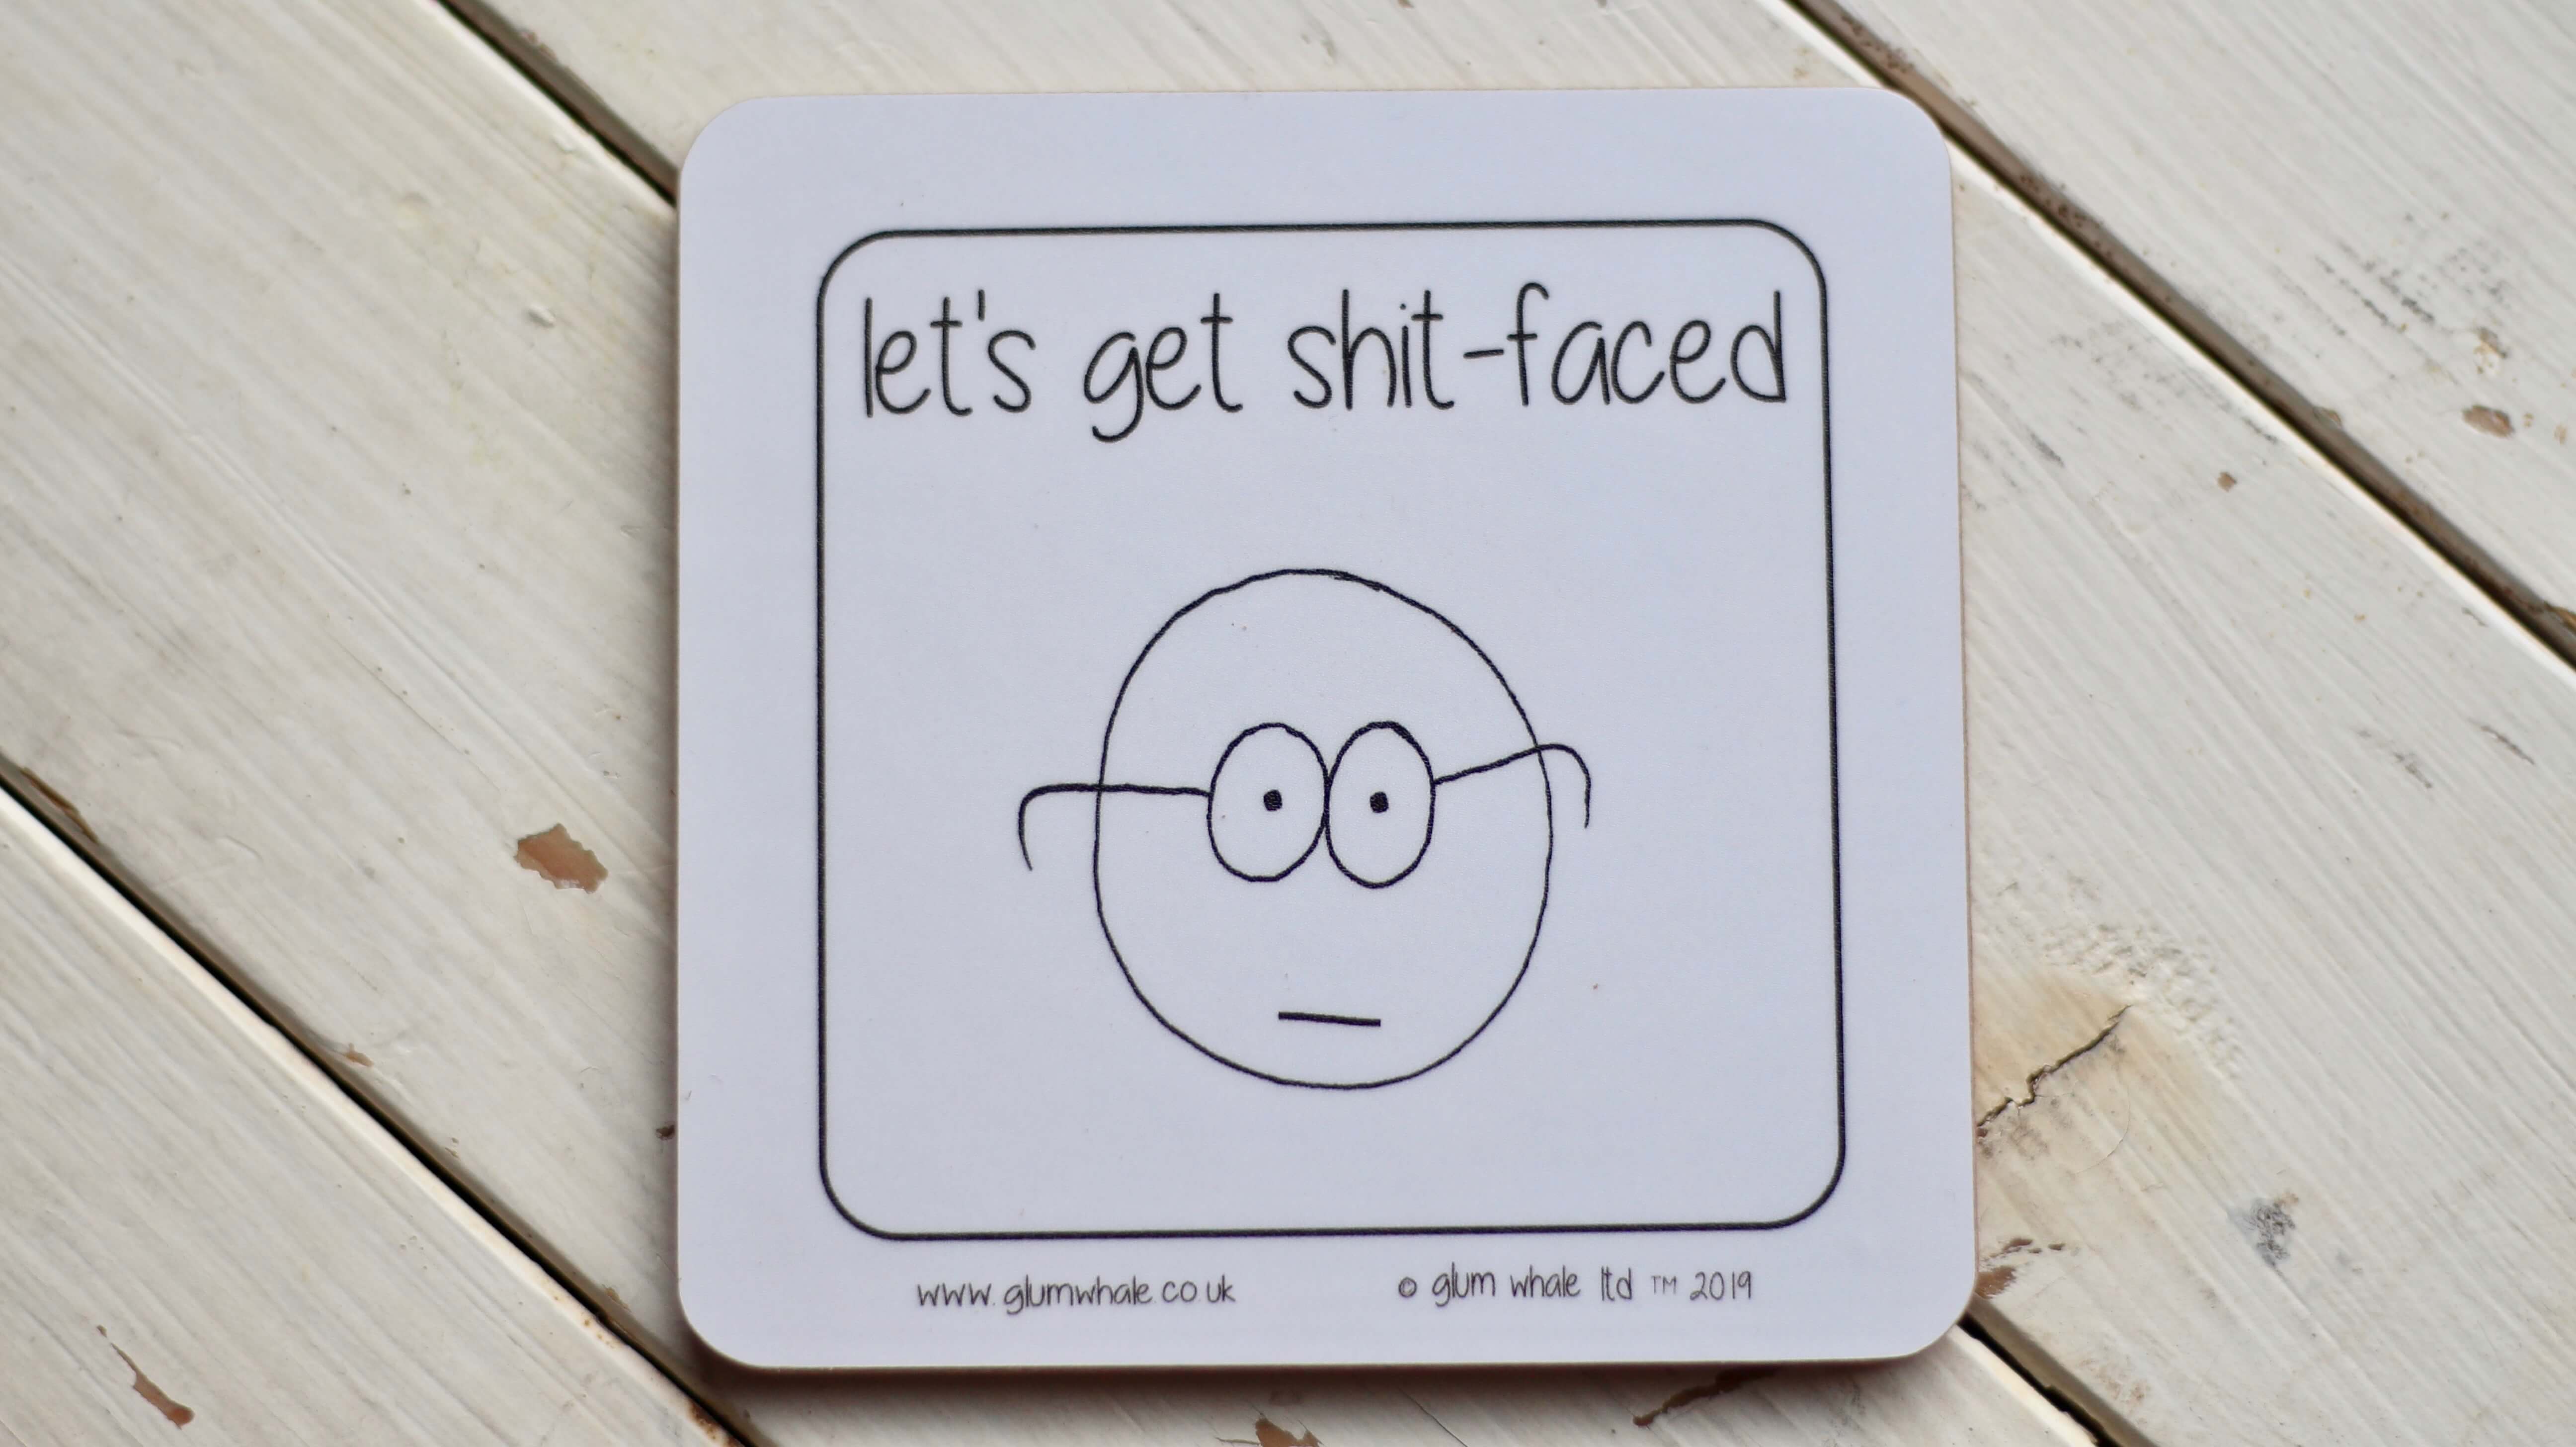 let's get shit-faced
www.glumwhale.co.uk
© glum whale ltd ™ 2019